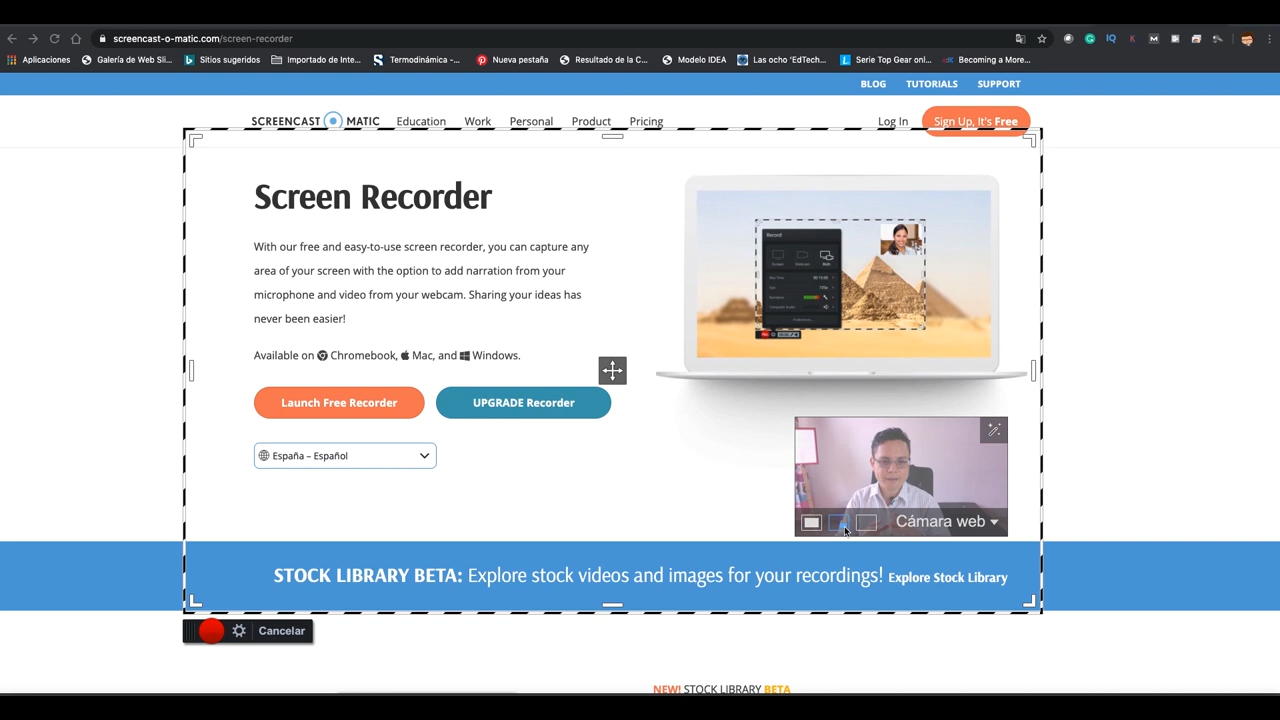 screencast-o-matic.com/screen-recorder
Aplicaciones Galería de Web Sli... Sitios sugeridos Importado de Inte... Termodinámica -... Nueva pestaña Resultado de la C... Modelo IDEA Las ocho 'EdTech... Serie Top Gear onl... Becoming a More...
BLOG TUTORIALS SUPPORT
SCREENCAST O MATIC Education Work Personal Product Pricing Log In Sign Up, It's Free
Screen Recorder
With our free and easy-to-use screen recorder, you can capture any
area of your screen with the option to add narration from your
microphone and video from your webcam. Sharing your ideas has
never been easier!
Available on Chromebook, Mac, and Windows.
Launch Free Recorder UPGRADE Recorder
España – Español
Record
Cámara web
STOCK LIBRARY BETA: Explore stock videos and images for your recordings! Explore Stock Library
Cancelar
NEW! STOCK LIBRARY BETA